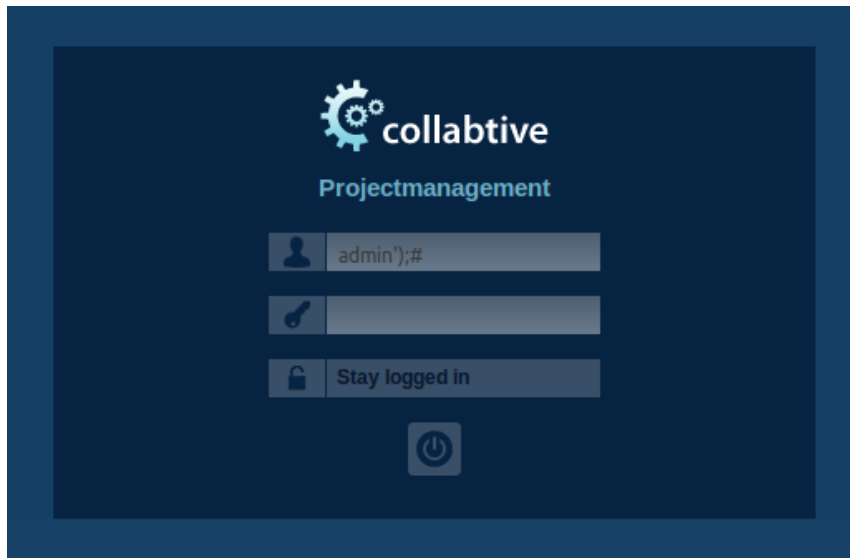 collabtive
Projectmanagement
admin');#
Stay logged in